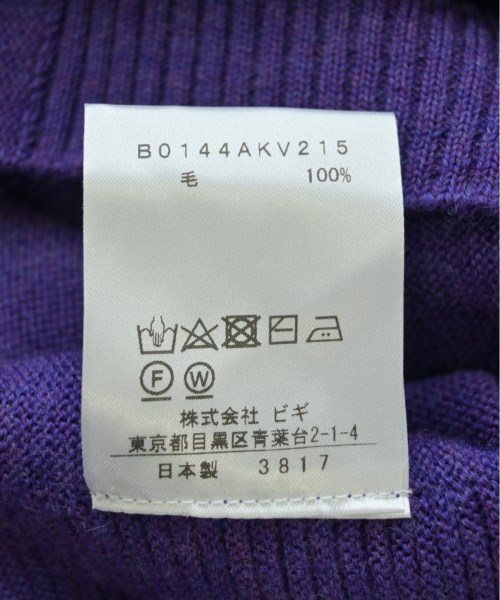 B0144AKV215
毛 100%
F W
株式会社 ビギ
東京都目黒区青葉台2-1-4
日本製 3817